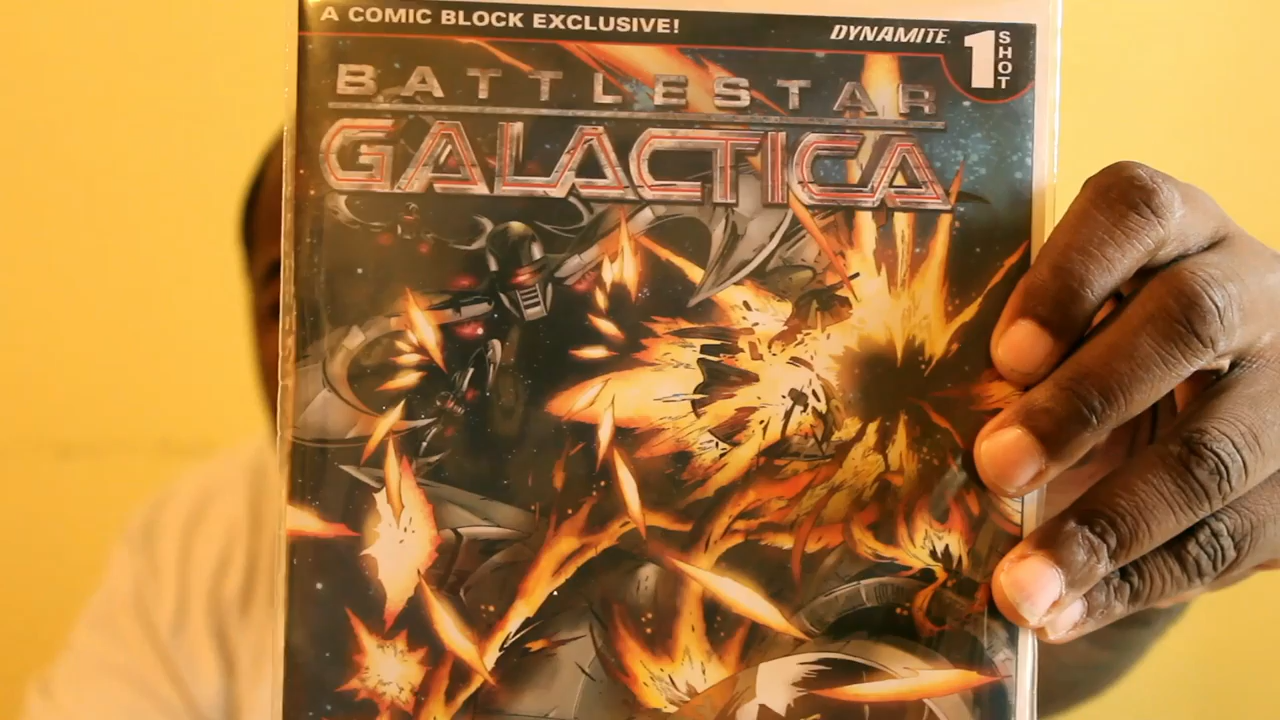 A COMIC BLOCK EXCLUSIVE!
DYNAMITE
1 SHOT
BATTLESTAR
GALACTICA